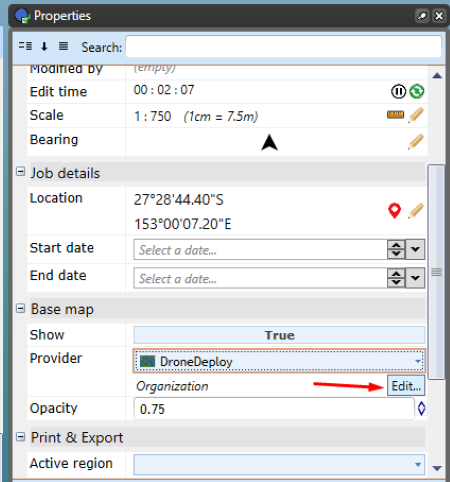 Properties
Search:
Modified by (empty)
Edit time 00 : 02 : 07
Scale 1 : 750 (1cm = 7.5m)
Bearing
Job details
Location 27°28'44.40"S
153°00'07.20"E
Start date Select a date...
End date Select a date...
Base map
Show True
Provider DroneDeploy
Organization Edit...
Opacity 0.75
Print & Export
Active region